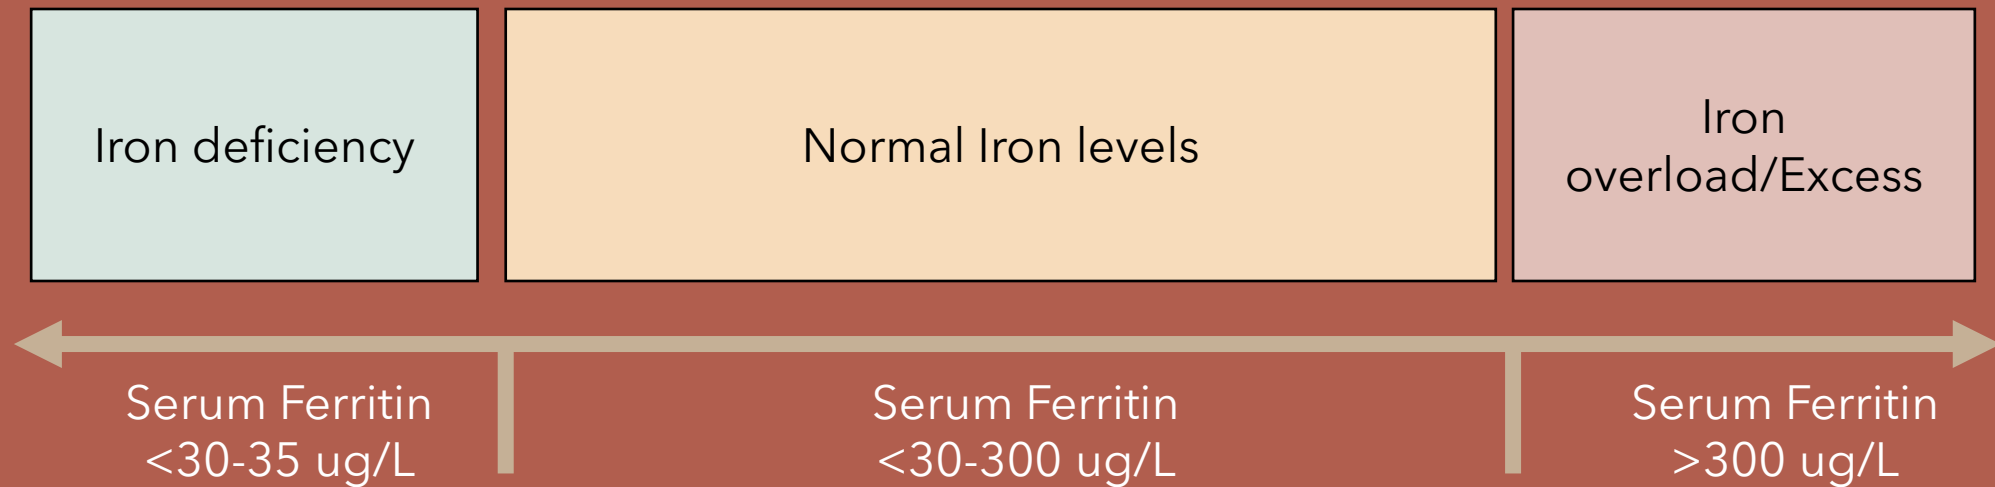 Iron deficiency
Normal Iron levels
Iron
overload/Excess
Serum Ferritin
<30-35 ug/L
Serum Ferritin
<30-300 ug/L
Serum Ferritin
>300 ug/L